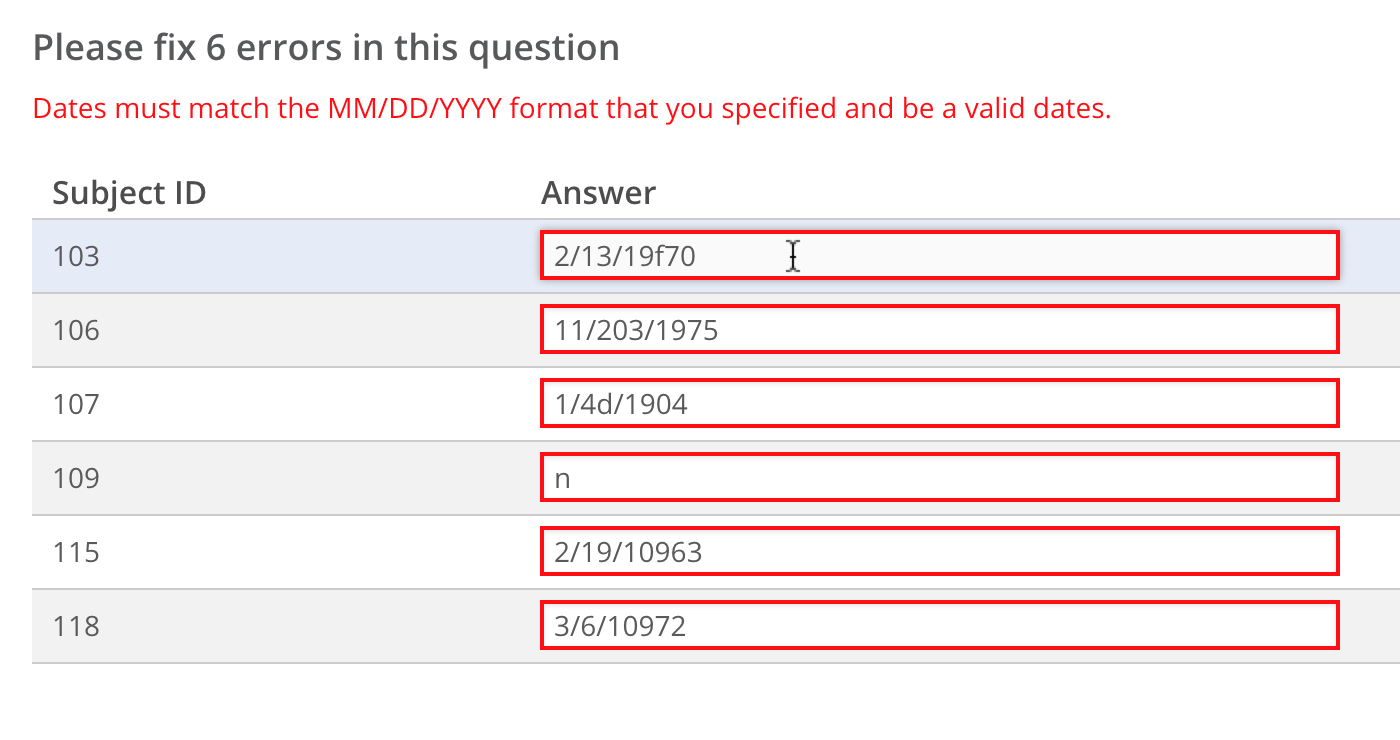 Please fix 6 errors in this question
Dates must match the MM/DD/YYYY format that you specified and be a valid dates.
Subject ID Answer
103 2/13/19f70
106 11/203/1975
107 1/4d/1904
109 n
115 2/19/10963
118 3/6/10972